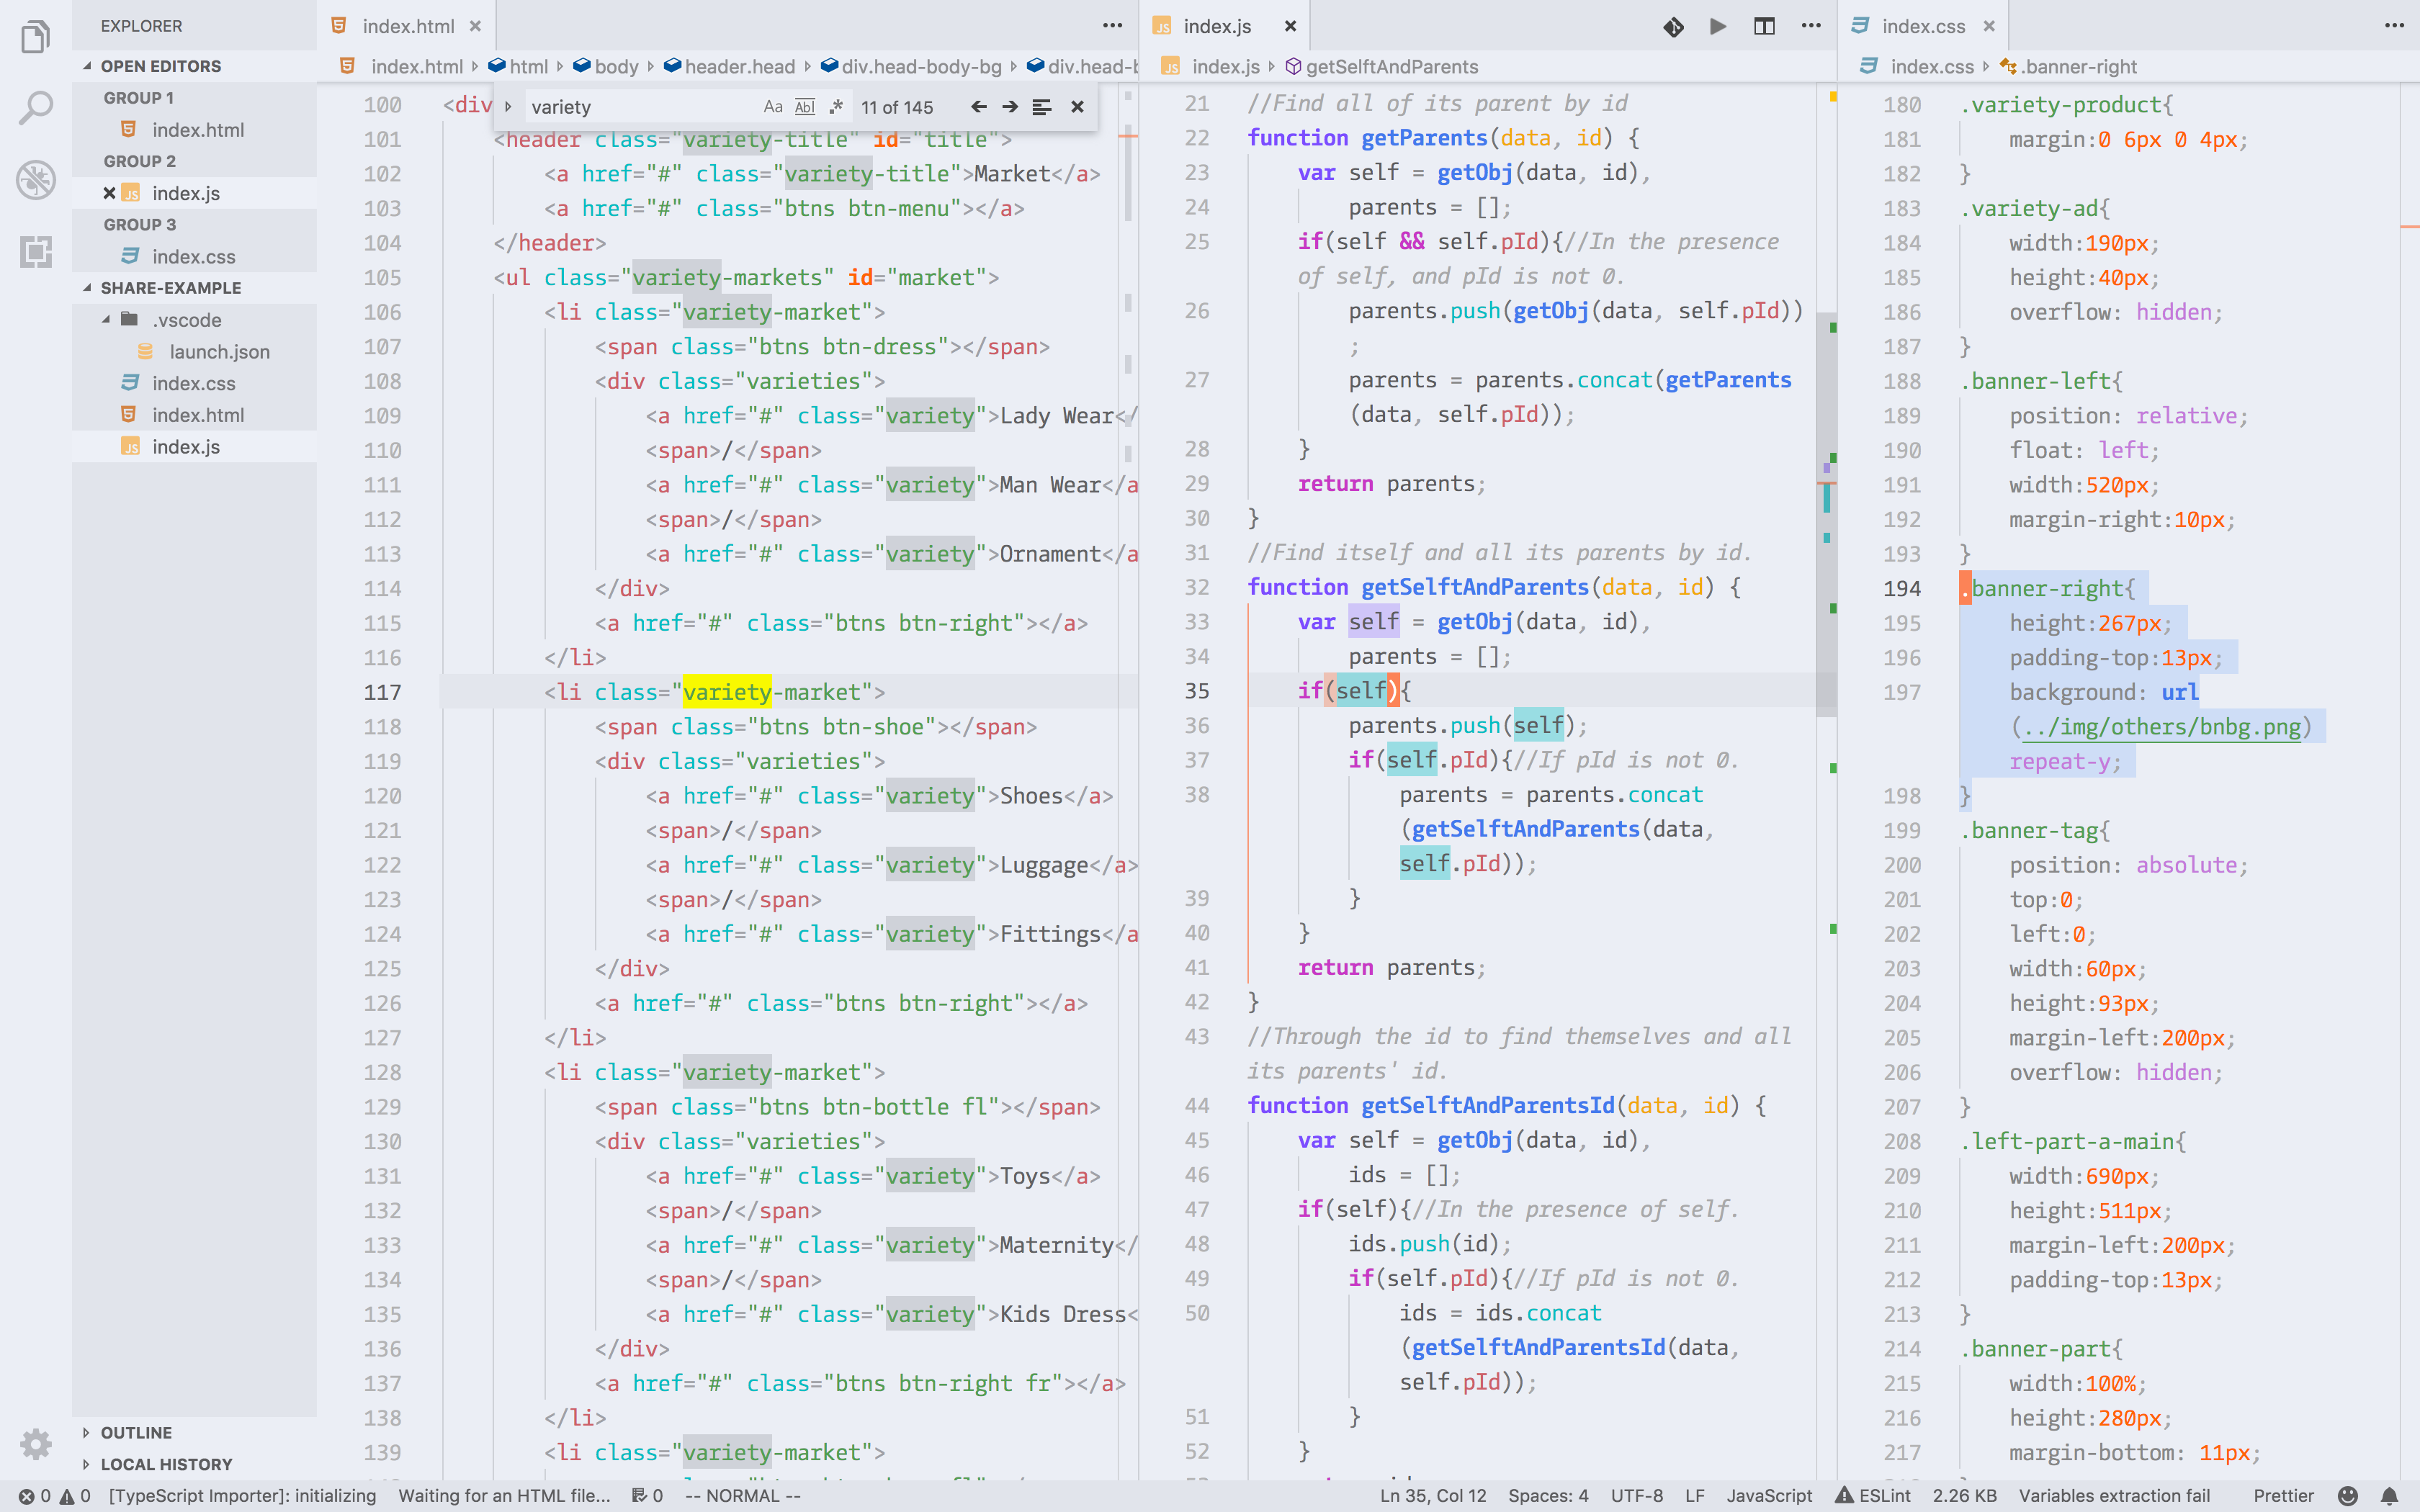 EXPLORER
OPEN EDITORS
GROUP 1
index.html
GROUP 2
index.js
GROUP 3
index.css
SHARE-EXAMPLE
.vscode
launch.json
index.css
index.html
index.js
OUTLINE
LOCAL HISTORY
index.html
index.html html body header.head div.head-body-bg
variety Aa Abl .* 11 of 145
100 <div
101 <header class="variety-title" id="title">
102 <a href="#" class="variety-title">Market</a>
103 <a href="#" class="btns btn-menu"></a>
104 </header>
105 <ul class="variety-markets" id="market">
106 <li class="variety-market">
107 <span class="btns btn-dress"></span>
108 <div class="varieties">
109 <a href="#" class="variety">Lady Wear</
110 <span>/</span>
111 <a href="#" class="variety">Man Wear</a
112 <span>/</span>
113 <a href="#" class="variety">Ornament</a
114 </div>
115 <a href="#" class="btns btn-right"></a>
116 </li>
117 <li class="variety-market">
118 <span class="btns btn-shoe"></span>
119 <div class="varieties">
120 <a href="#" class="variety">Shoes</a>
121 <span>/</span>
122 <a href="#" class="variety">Luggage</a>
123 <span>/</span>
124 <a href="#" class="variety">Fittings</a
125 </div>
126 <a href="#" class="btns btn-right"></a>
127 </li>
128 <li class="variety-market">
129 <span class="btns btn-bottle fl"></span>
130 <div class="varieties">
131 <a href="#" class="variety">Toys</a>
132 <span>/</span>
133 <a href="#" class="variety">Maternity</
134 <span>/</span>
135 <a href="#" class="variety">Kids Dress<
136 </div>
137 <a href="#" class="btns btn-right fr"></a>
138 </li>
139 <li class="variety-market">
index.js
index.js getSelftAndParents
21 //Find all of its parent by id
22 function getParents(data, id) {
23 var self = getObj(data, id),
24 parents = [];
25 if(self && self.pId){//In the presence
of self, and pId is not 0.
26 parents.push(getObj(data, self.pId))
;
27 parents = parents.concat(getParents
(data, self.pId));
28 }
29 return parents;
30 }
31 //Find itself and all its parents by id.
32 function getSelftAndParents(data, id) {
33 var self = getObj(data, id),
34 parents = [];
35 if(self){
36 parents.push(self);
37 if(self.pId){//If pId is not 0.
38 parents = parents.concat
(getSelftAndParents(data,
self.pId));
39 }
40 }
41 return parents;
42 }
43 //Through the id to find themselves and all
its parents' id.
44 function getSelftAndParentsId(data, id) {
45 var self = getObj(data, id),
46 ids = [];
47 if(self){//In the presence of self.
48 ids.push(id);
49 if(self.pId){//If pId is not 0.
50 ids = ids.concat
(getSelftAndParentsId(data,
self.pId));
51 }
52 }
index.css
index.css .banner-right
180 .variety-product{
181 margin:0 6px 0 4px;
182 }
183 .variety-ad{
184 width:190px;
185 height:40px;
186 overflow: hidden;
187 }
188 .banner-left{
189 position: relative;
190 float: left;
191 width:520px;
192 margin-right:10px;
193 }
194 .banner-right{
195 height:267px;
196 padding-top:13px;
197 background: url
(../img/others/bnbg.png)
repeat-y;
198 }
199 .banner-tag{
200 position: absolute;
201 top:0;
202 left:0;
203 width:60px;
204 height:93px;
205 margin-left:200px;
206 overflow: hidden;
207 }
208 .left-part-a-main{
209 width:690px;
210 height:511px;
211 margin-left:200px;
212 padding-top:13px;
213 }
214 .banner-part{
215 width:100%;
216 height:280px;
217 margin-bottom: 11px;
0 0 [TypeScript Importer]: initializing Waiting for an HTML file... 0 -- NORMAL -- Ln 35, Col 12 Spaces: 4 UTF-8 LF JavaScript ESLint 2.26 KB Variables extraction fail Prettier